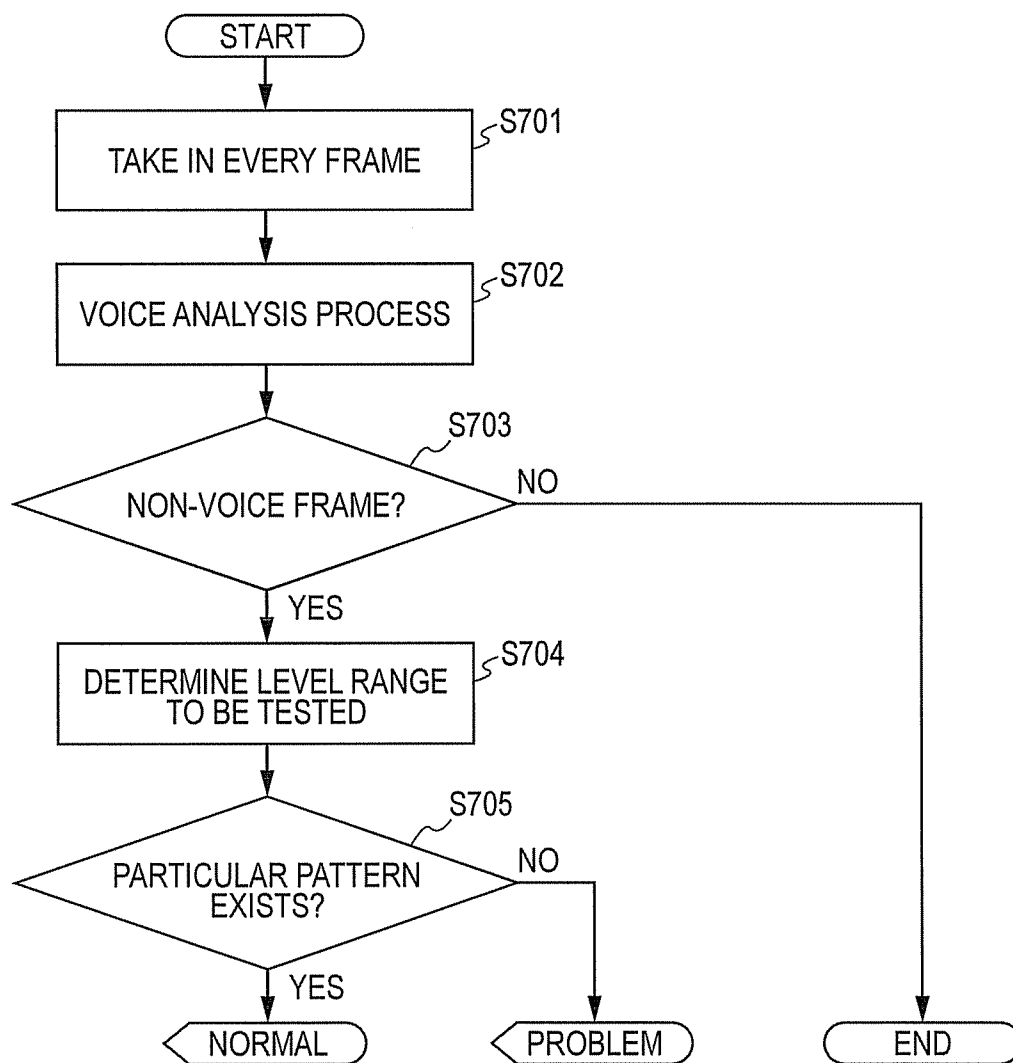 START
S701
TAKE IN EVERY FRAME
S702
VOICE ANALYSIS PROCESS
S703
NON-VOICE FRAME?
NO
YES
S704
DETERMINE LEVEL RANGE
TO BE TESTED
S705
PARTICULAR PATTERN
EXISTS?
NO
YES
NORMAL
PROBLEM
END